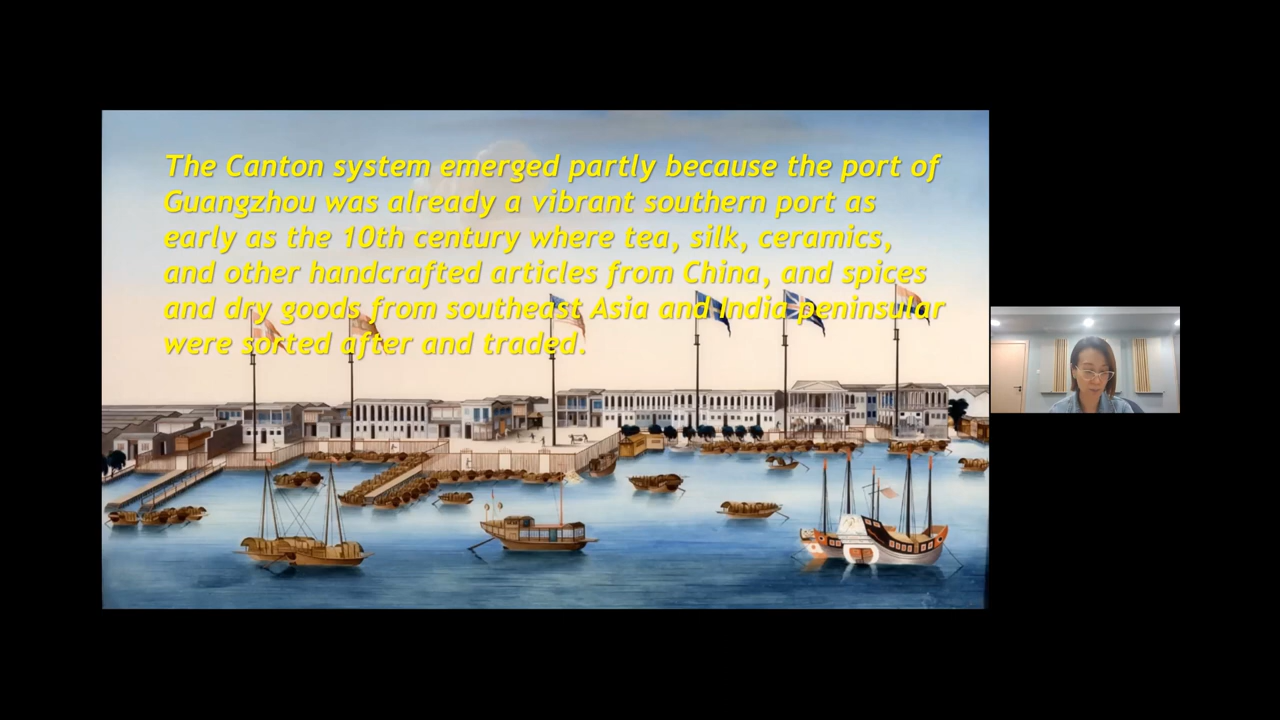 The Canton system emerged partly because the port of
Guangzhou was already a vibrant southern port as
early as the 10th century where tea, silk, ceramics,
and other handcrafted articles from China, and spices
and dry goods from southeast Asia and India peninsular
were sorted after and traded.